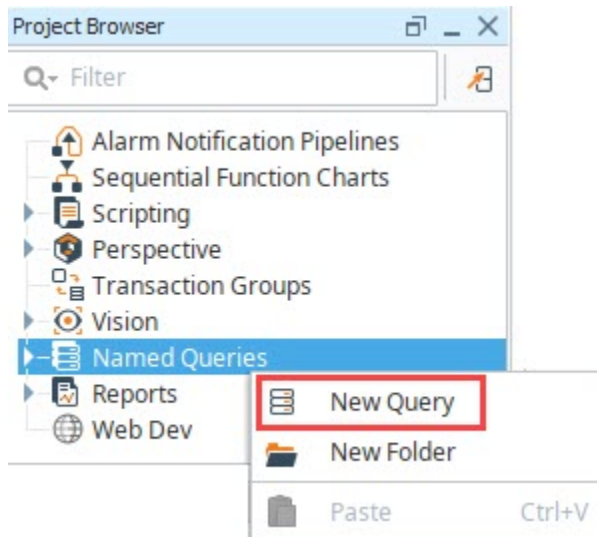 Project Browser
Filter
Alarm Notification Pipelines
Sequential Function Charts
Scripting
Perspective
Transaction Groups
Vision
Named Queries
Reports
Web Dev
New Query
New Folder
Paste Ctrl+V